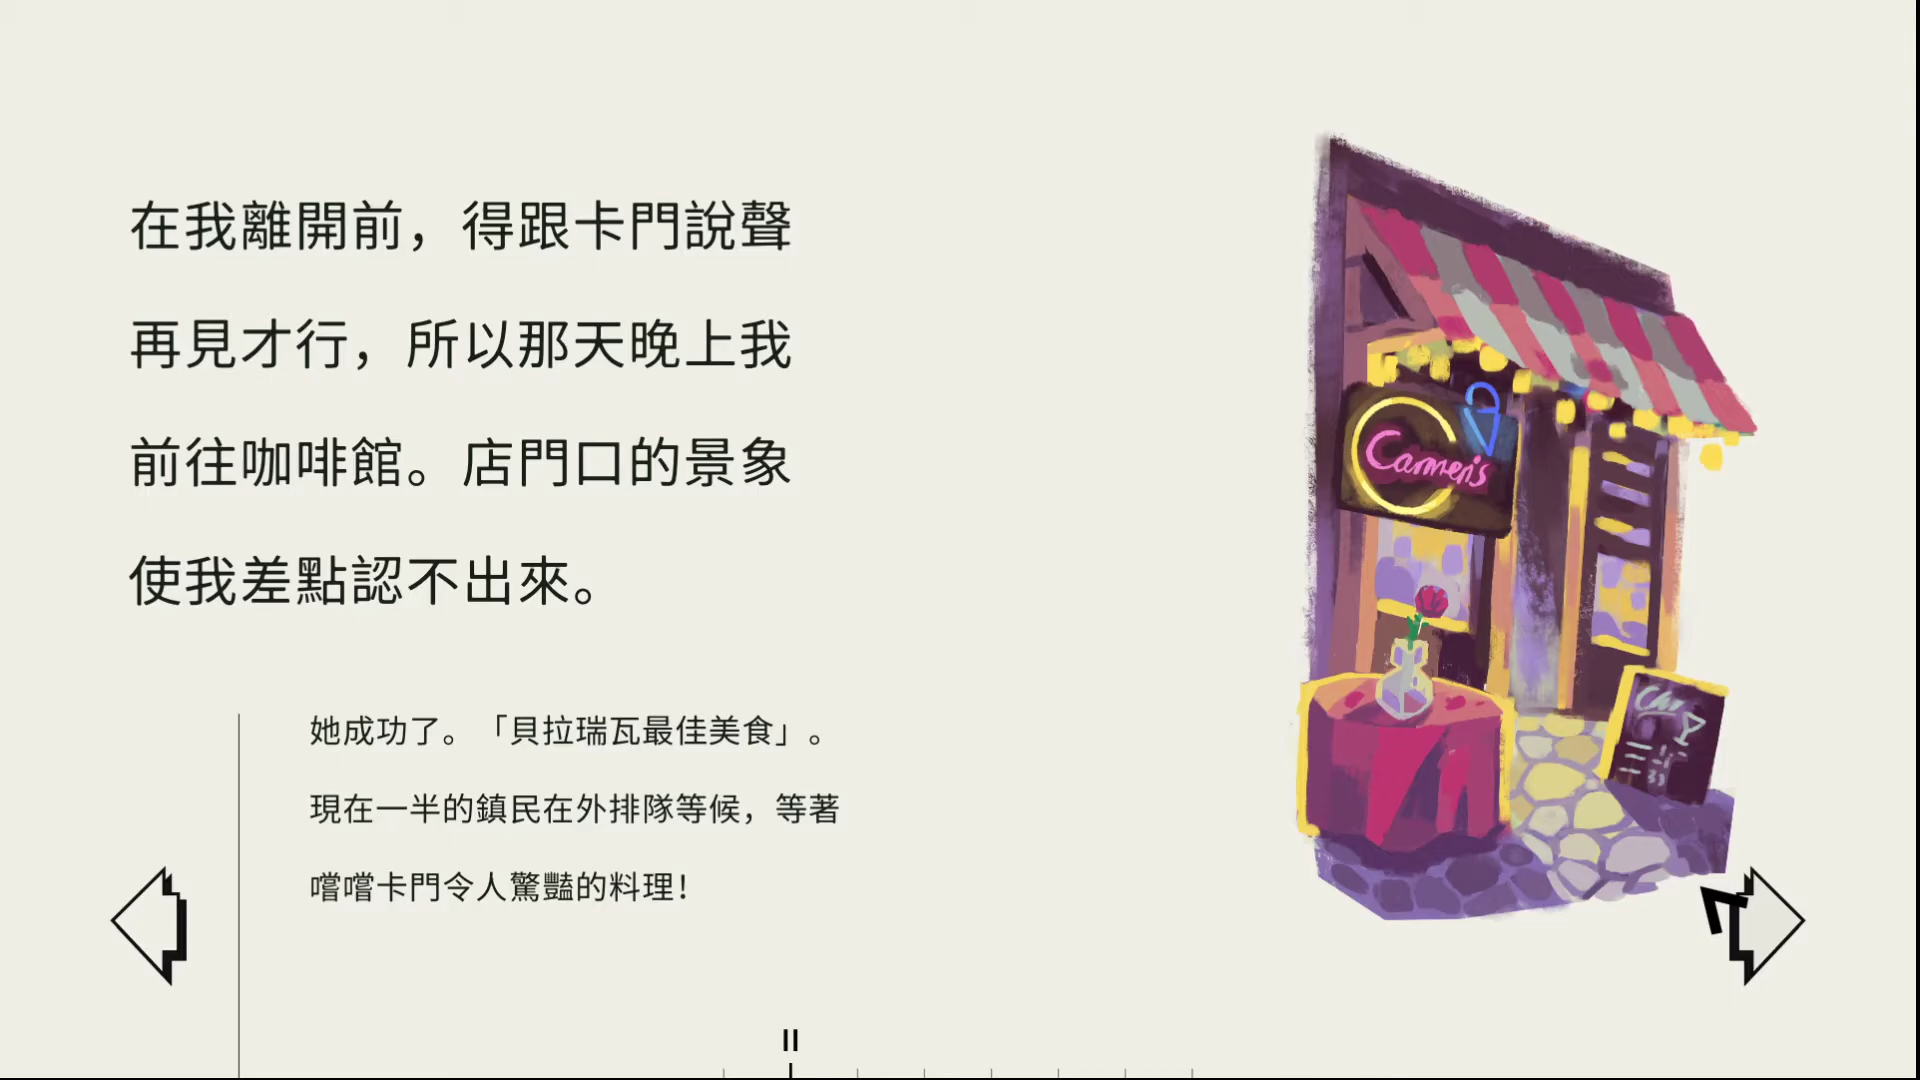 在我離開前，得跟卡門說聲
再見才行，所以那天晚上我
前往咖啡館。店門口的景象
使我差點認不出來。
Carmen's
她成功了。「貝拉瑞瓦最佳美食」。
現在一半的鎮民在外排隊等候，等著
嚐嚐卡門令人驚豔的料理！
II